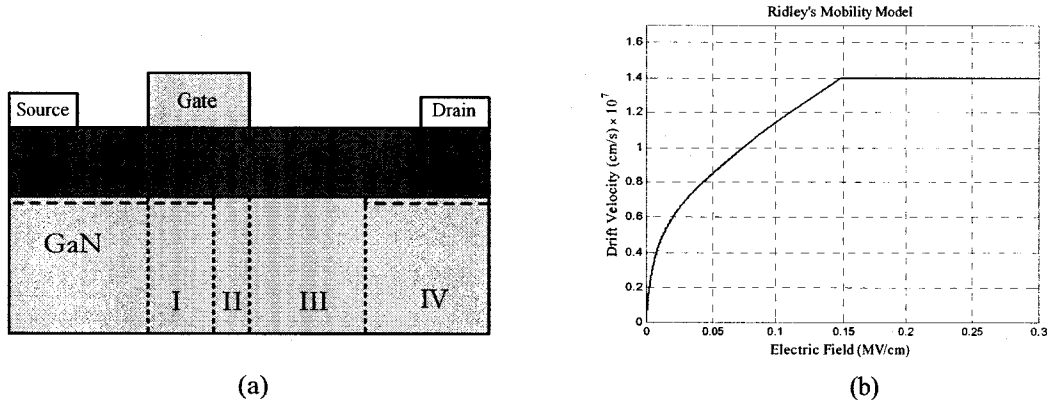 Source
Gate
Drain
GaN
I
II
III
IV
(a)
Ridley's Mobility Model
Drift Velocity (cm/s) × 10^7
1.6
1.4
1.2
1
0.8
0.6
0.4
0.2
0
0
0.05
0.1
0.15
0.2
0.25
0.3
Electric Field (MV/cm)
(b)